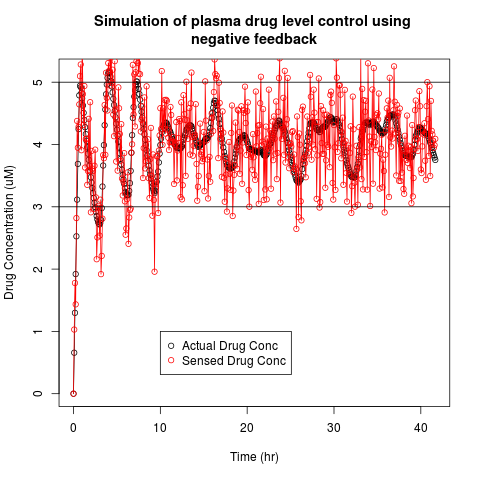 Simulation of plasma drug level control using
negative feedback
Drug Concentration (uM)
5
4
3
2
1
0
Actual Drug Conc
Sensed Drug Conc
0 10 20 30 40
Time (hr)